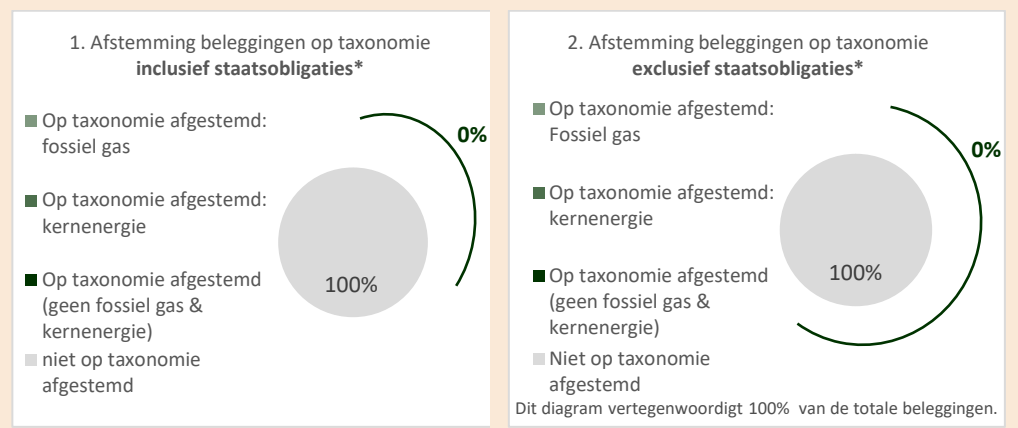 1. Afstemming beleggingen op taxonomie
inclusief staatsobligaties*
Op taxonomie afgestemd:
fossiel gas
Op taxonomie afgestemd:
kernenergie
Op taxonomie afgestemd
(geen fossiel gas &
kernenergie)
niet op taxonomie
afgestemd
0%
100%
2. Afstemming beleggingen op taxonomie
exclusief staatsobligaties*
Op taxonomie afgestemd:
Fossiel gas
Op taxonomie afgestemd:
kernenergie
Op taxonomie afgestemd
(geen fossiel gas &
kernenergie)
Niet op taxonomie
afgestemd
0%
100%
Dit diagram vertegenwoordigt 100% van de totale beleggingen.